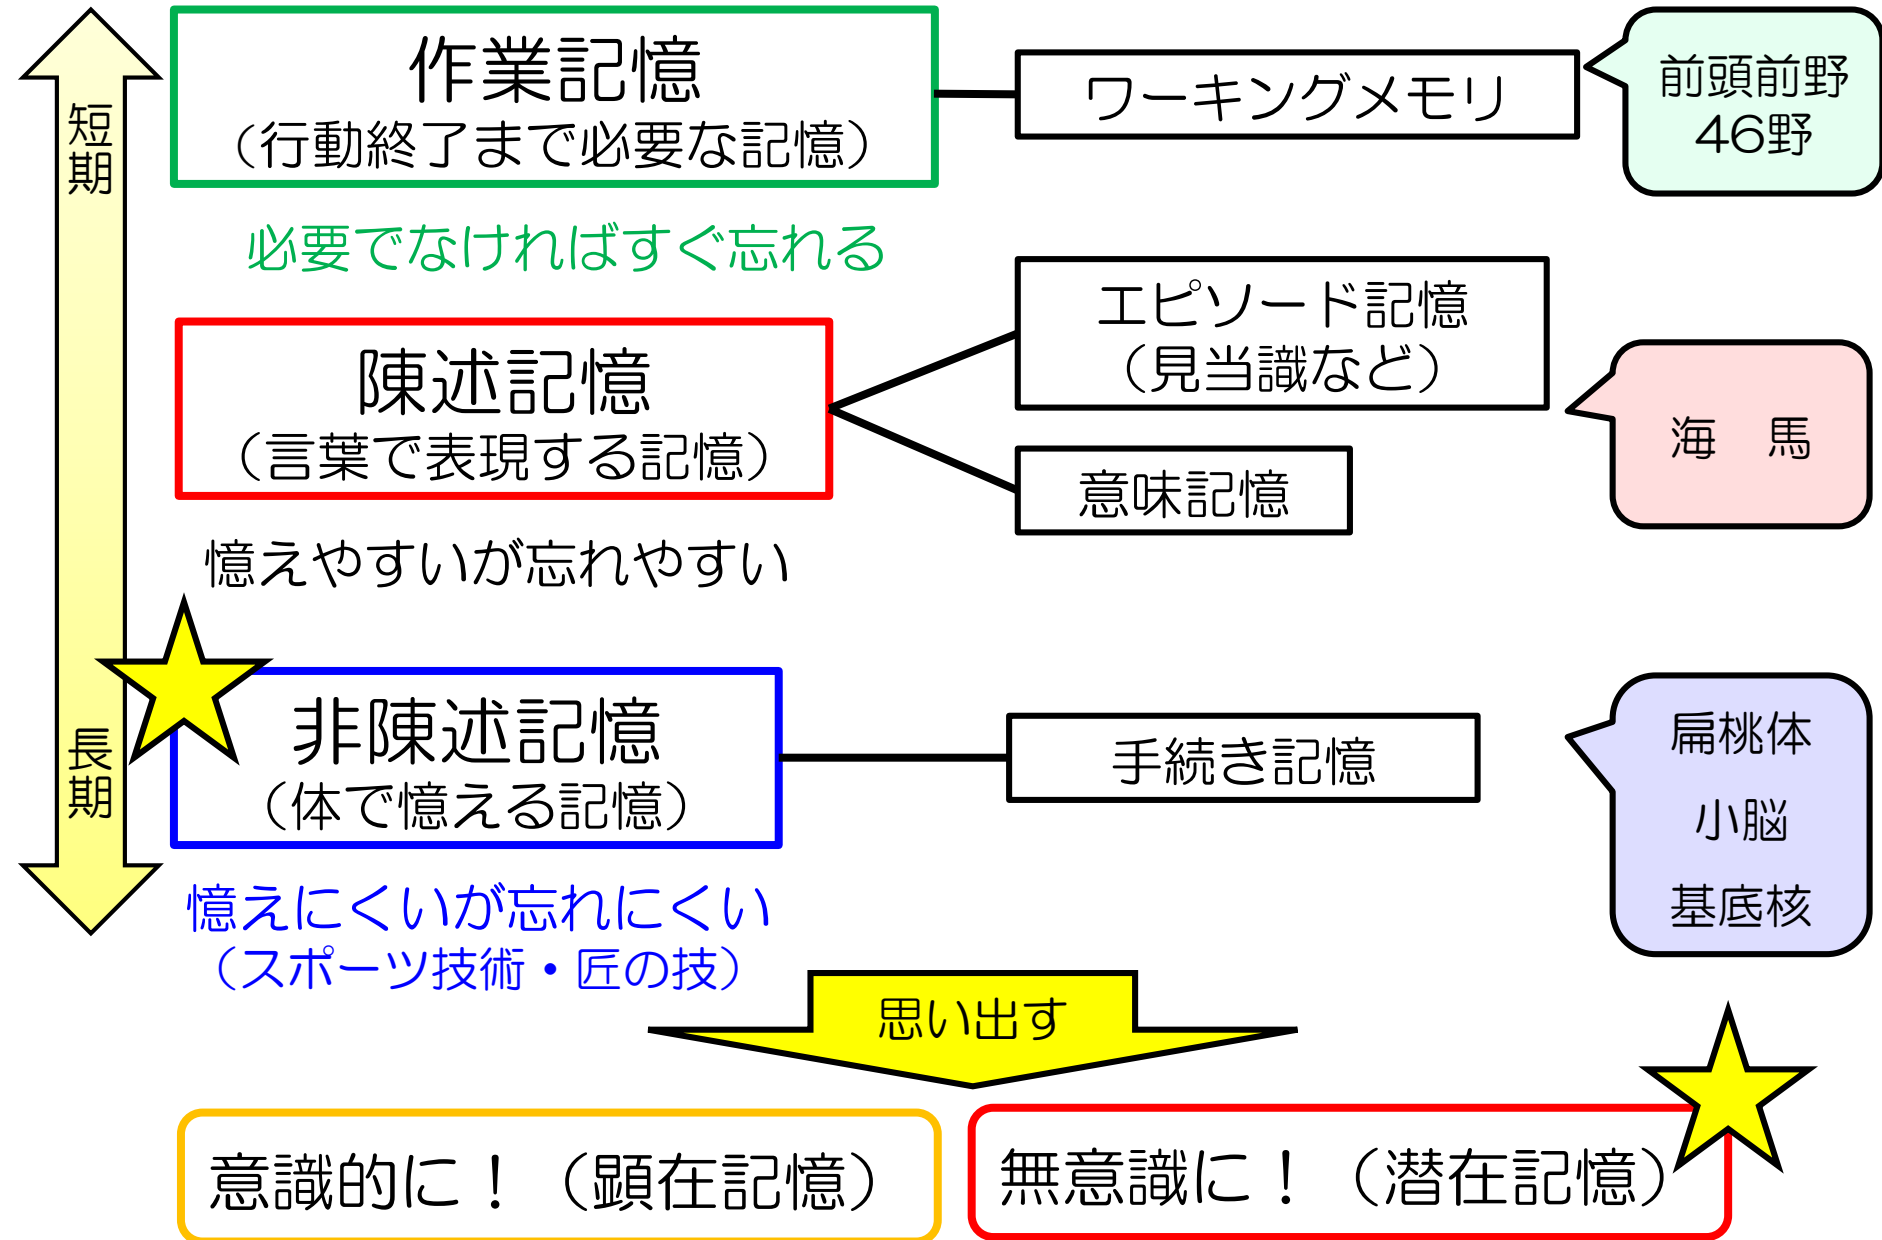 短期
作業記憶
（行動終了まで必要な記憶）
ワーキングメモリ
前頭前野
46野
必要でなければすぐ忘れる
陳述記憶
（言葉で表現する記憶）
エピソード記憶
（見当識など）
意味記憶
海　馬
憶えやすいが忘れやすい
長期
非陳述記憶
（体で憶える記憶）
手続き記憶
扁桃体
小脳
基底核
憶えにくいが忘れにくい
（スポーツ技術・匠の技）
思い出す
意識的に！（顕在記憶）
無意識に！（潜在記憶）